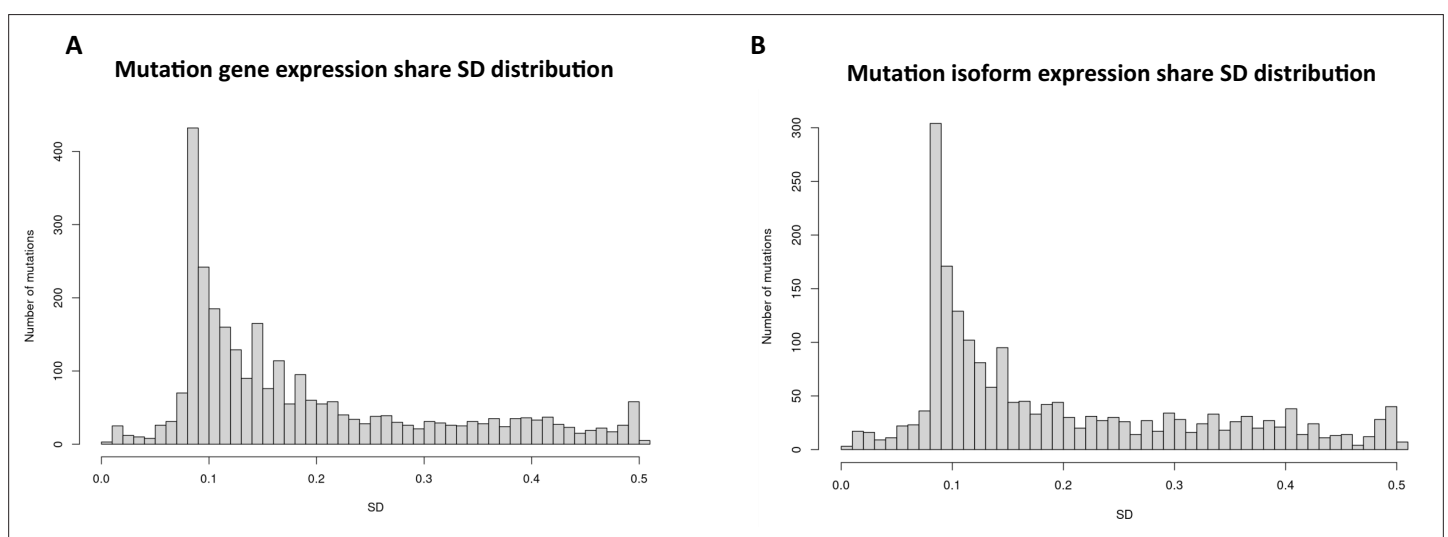 A
Mutation gene expression share SD distribution
Number of mutations
400
300
200
100
0
0.0 0.1 0.2 0.3 0.4 0.5
SD
B
Mutation isoform expression share SD distribution
Number of mutations
300
250
200
150
100
50
0
0.0 0.1 0.2 0.3 0.4 0.5
SD